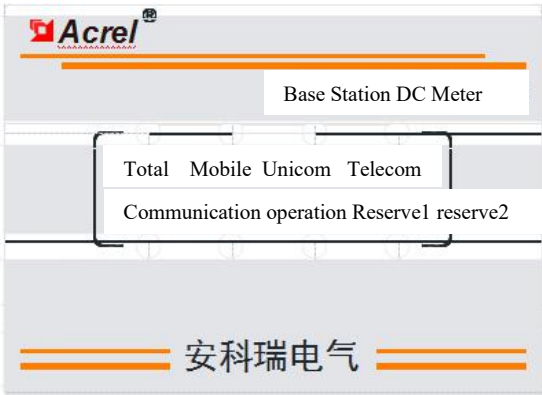 Acrel®
Base Station DC Meter
Total Mobile Unicom Telecom
Communication operation Reserve1 reserve2
安科瑞电气